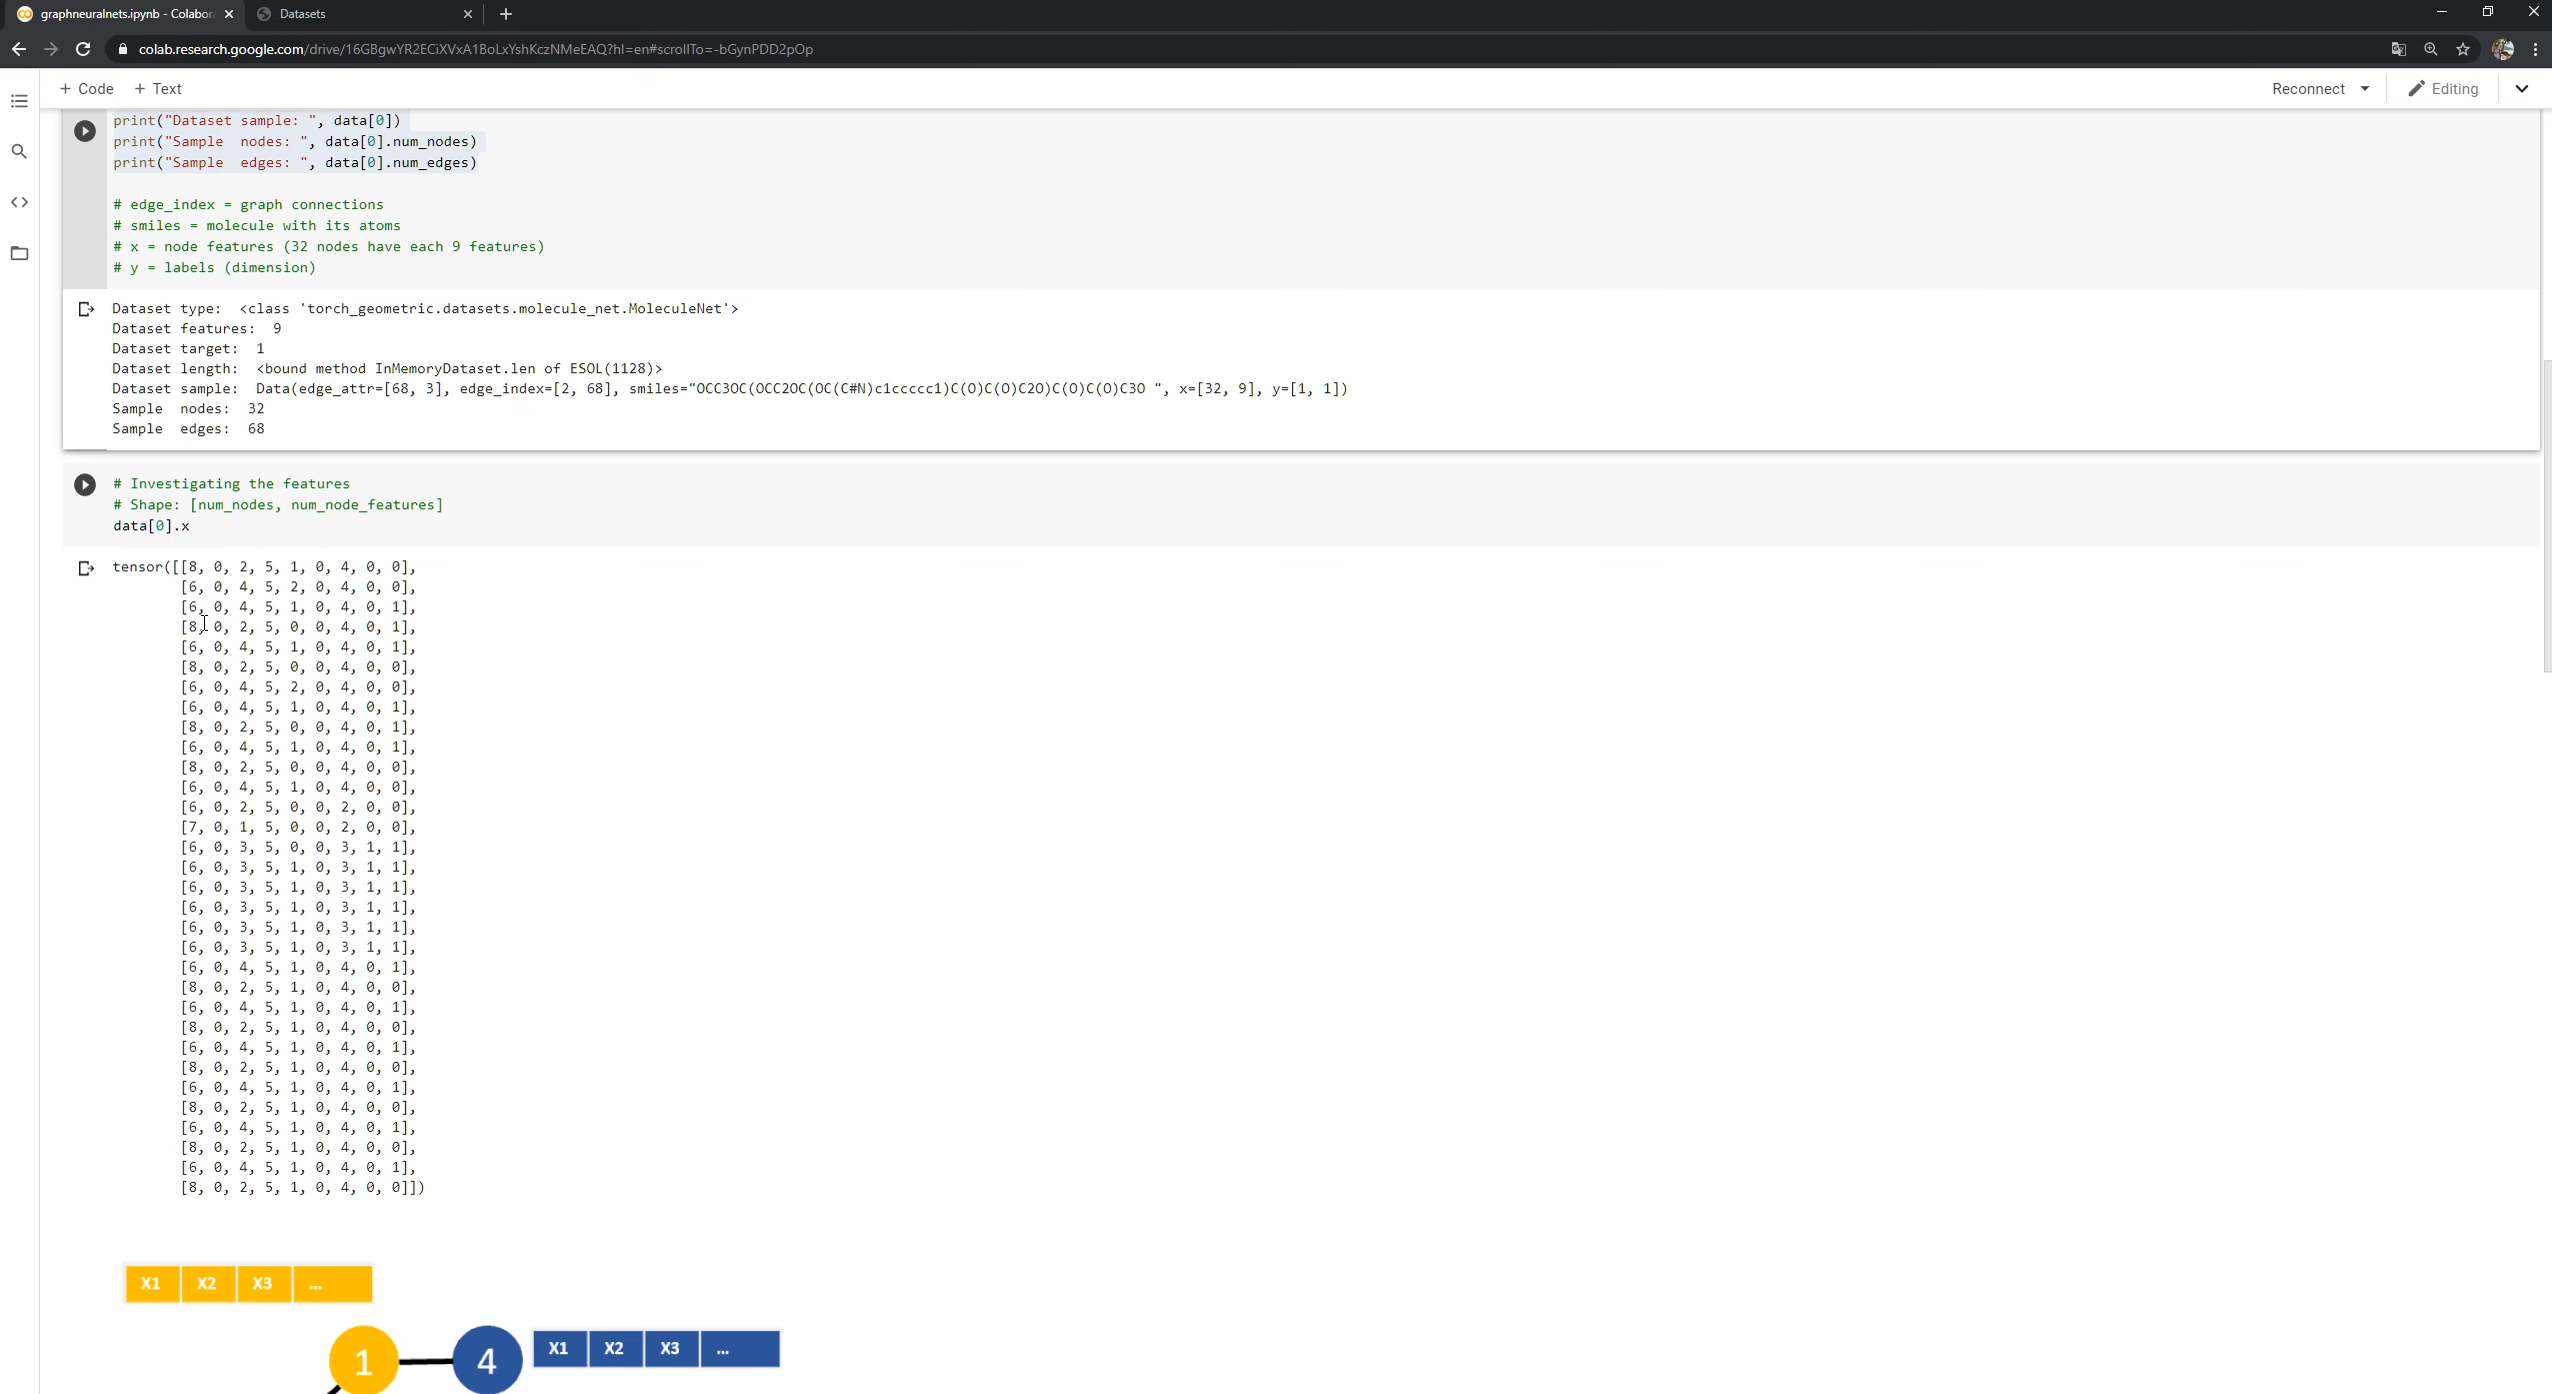 graphneuralnets.ipynb - Colabor
Datasets
colab.research.google.com/drive/16GBgwYR2ECiXVxA1BoLxYshKczNMeEAQ?hl=en#scrollTo=-bGynPDD2pOp
+ Code + Text
Reconnect
Editing
print("Dataset sample: ", data[0])
print("Sample  nodes: ", data[0].num_nodes)
print("Sample  edges: ", data[0].num_edges)
# edge_index = graph connections
# smiles = molecule with its atoms
# x = node features (32 nodes have each 9 features)
# y = labels (dimension)
Dataset type:  <class 'torch_geometric.datasets.molecule_net.MoleculeNet'>
Dataset features:  9
Dataset target:  1
Dataset length:  <bound method InMemoryDataset.len of ESOL(1128)>
Dataset sample:  Data(edge_attr=[68, 3], edge_index=[2, 68], smiles="OCC3OC(OCC2OC(OC(C#N)c1ccccc1)C(O)C(O)C2O)C(O)C(O)C3O ", x=[32, 9], y=[1, 1])
Sample  nodes:  32
Sample  edges:  68
# Investigating the features
# Shape: [num_nodes, num_node_features]
data[0].x
tensor([[8, 0, 2, 5, 1, 0, 4, 0, 0],
[6, 0, 4, 5, 2, 0, 4, 0, 0],
[6, 0, 4, 5, 1, 0, 4, 0, 1],
[8, 0, 2, 5, 0, 0, 4, 0, 1],
[6, 0, 4, 5, 1, 0, 4, 0, 1],
[8, 0, 2, 5, 0, 0, 4, 0, 0],
[6, 0, 4, 5, 2, 0, 4, 0, 0],
[6, 0, 4, 5, 1, 0, 4, 0, 1],
[8, 0, 2, 5, 0, 0, 4, 0, 1],
[6, 0, 4, 5, 1, 0, 4, 0, 1],
[8, 0, 2, 5, 0, 0, 4, 0, 0],
[6, 0, 4, 5, 1, 0, 4, 0, 0],
[6, 0, 2, 5, 0, 0, 2, 0, 0],
[7, 0, 1, 5, 0, 0, 2, 0, 0],
[6, 0, 3, 5, 0, 0, 3, 1, 1],
[6, 0, 3, 5, 1, 0, 3, 1, 1],
[6, 0, 3, 5, 1, 0, 3, 1, 1],
[6, 0, 3, 5, 1, 0, 3, 1, 1],
[6, 0, 3, 5, 1, 0, 3, 1, 1],
[6, 0, 3, 5, 1, 0, 3, 1, 1],
[6, 0, 4, 5, 1, 0, 4, 0, 1],
[8, 0, 2, 5, 1, 0, 4, 0, 0],
[6, 0, 4, 5, 1, 0, 4, 0, 1],
[8, 0, 2, 5, 1, 0, 4, 0, 0],
[6, 0, 4, 5, 1, 0, 4, 0, 1],
[8, 0, 2, 5, 1, 0, 4, 0, 0],
[6, 0, 4, 5, 1, 0, 4, 0, 1],
[8, 0, 2, 5, 1, 0, 4, 0, 0],
[6, 0, 4, 5, 1, 0, 4, 0, 1],
[8, 0, 2, 5, 1, 0, 4, 0, 0],
[6, 0, 4, 5, 1, 0, 4, 0, 1],
[8, 0, 2, 5, 1, 0, 4, 0, 0]])
X1 X2 X3 ...
1 4 X1 X2 X3 ...